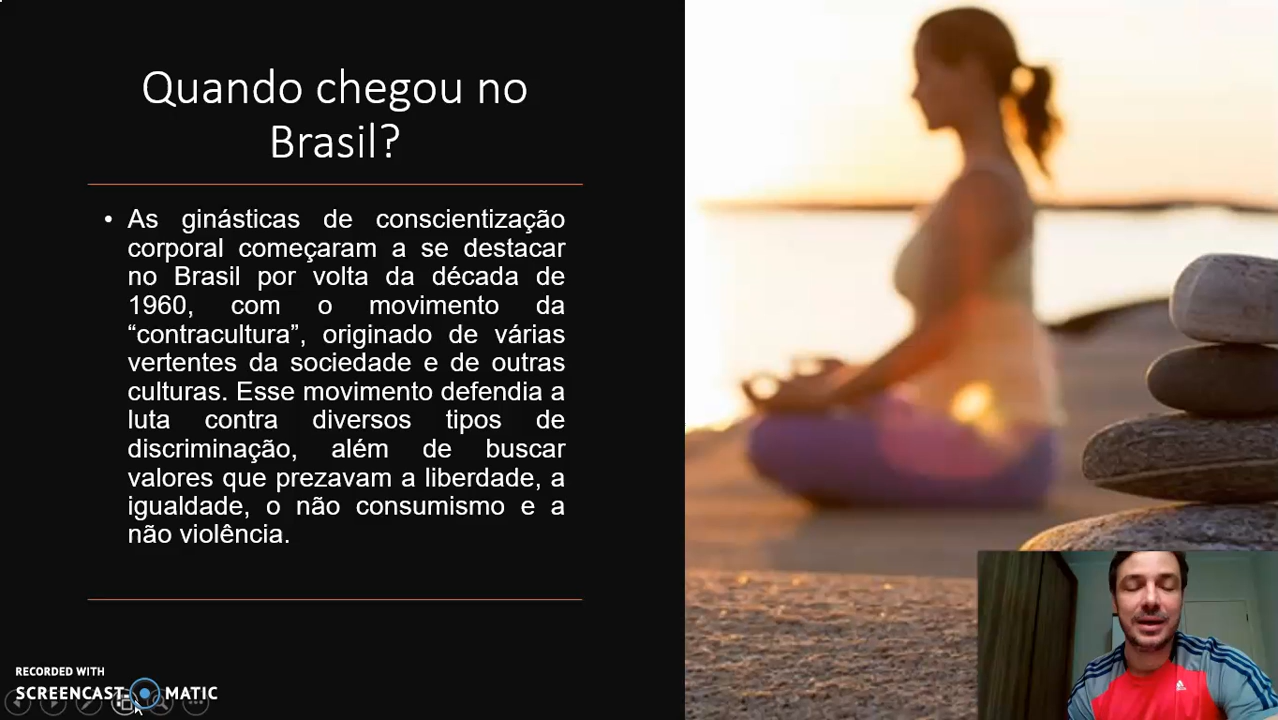 Quando chegou no
Brasil?
• As ginásticas de conscientização
corporal começaram a se destacar
no Brasil por volta da década de
1960, com o movimento da
“contracultura”, originado de várias
vertentes da sociedade e de outras
culturas. Esse movimento defendia a
luta contra diversos tipos de
discriminação, além de buscar
valores que prezavam a liberdade, a
igualdade, o não consumismo e a
não violência.
RECORDED WITH
SCREENCAST-O-MATIC
adidas